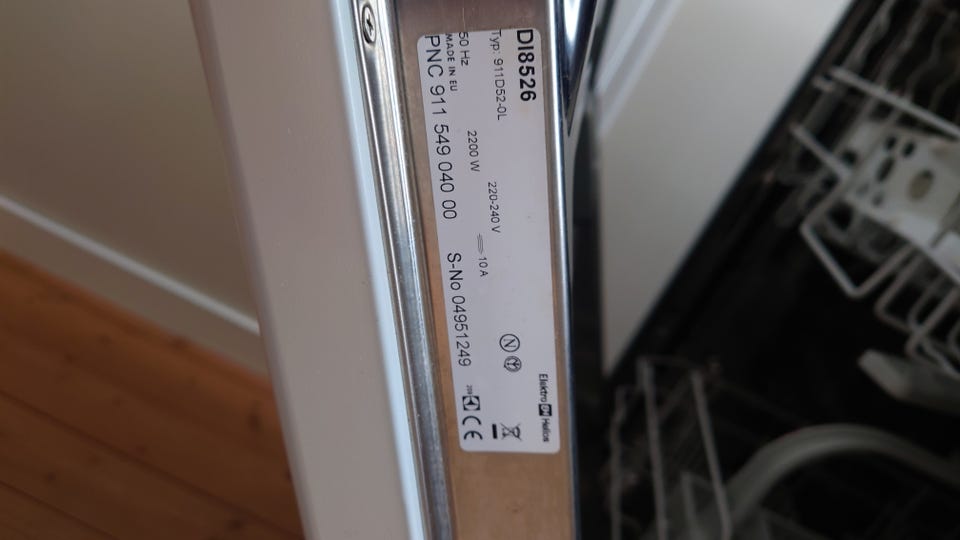 DI8526
Typ: 911D52-0L
2200 W
220-240 V
10 A
50 Hz
MADE IN EU
PNC 911 549 040 00
S-No 04951249
N
Elektro EH Helios
CE